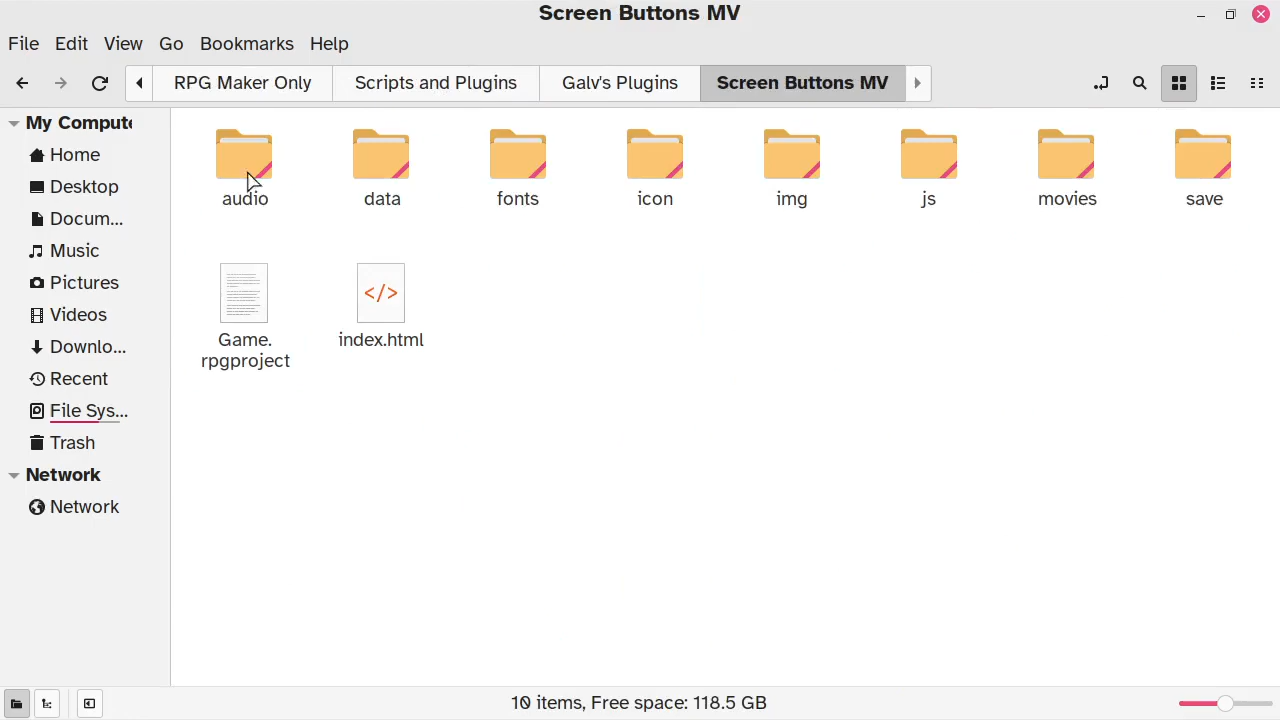 Screen Buttons MV
File Edit View Go Bookmarks Help
RPG Maker Only Scripts and Plugins Galv's Plugins Screen Buttons MV
My Compute
Home
Desktop
Docum...
Music
Pictures
Videos
Downlo...
Recent
File Sys...
Trash
Network
Network
audio data fonts icon img js movies save
</>
Game.
rpgproject
index.html
10 items, Free space: 118.5 GB